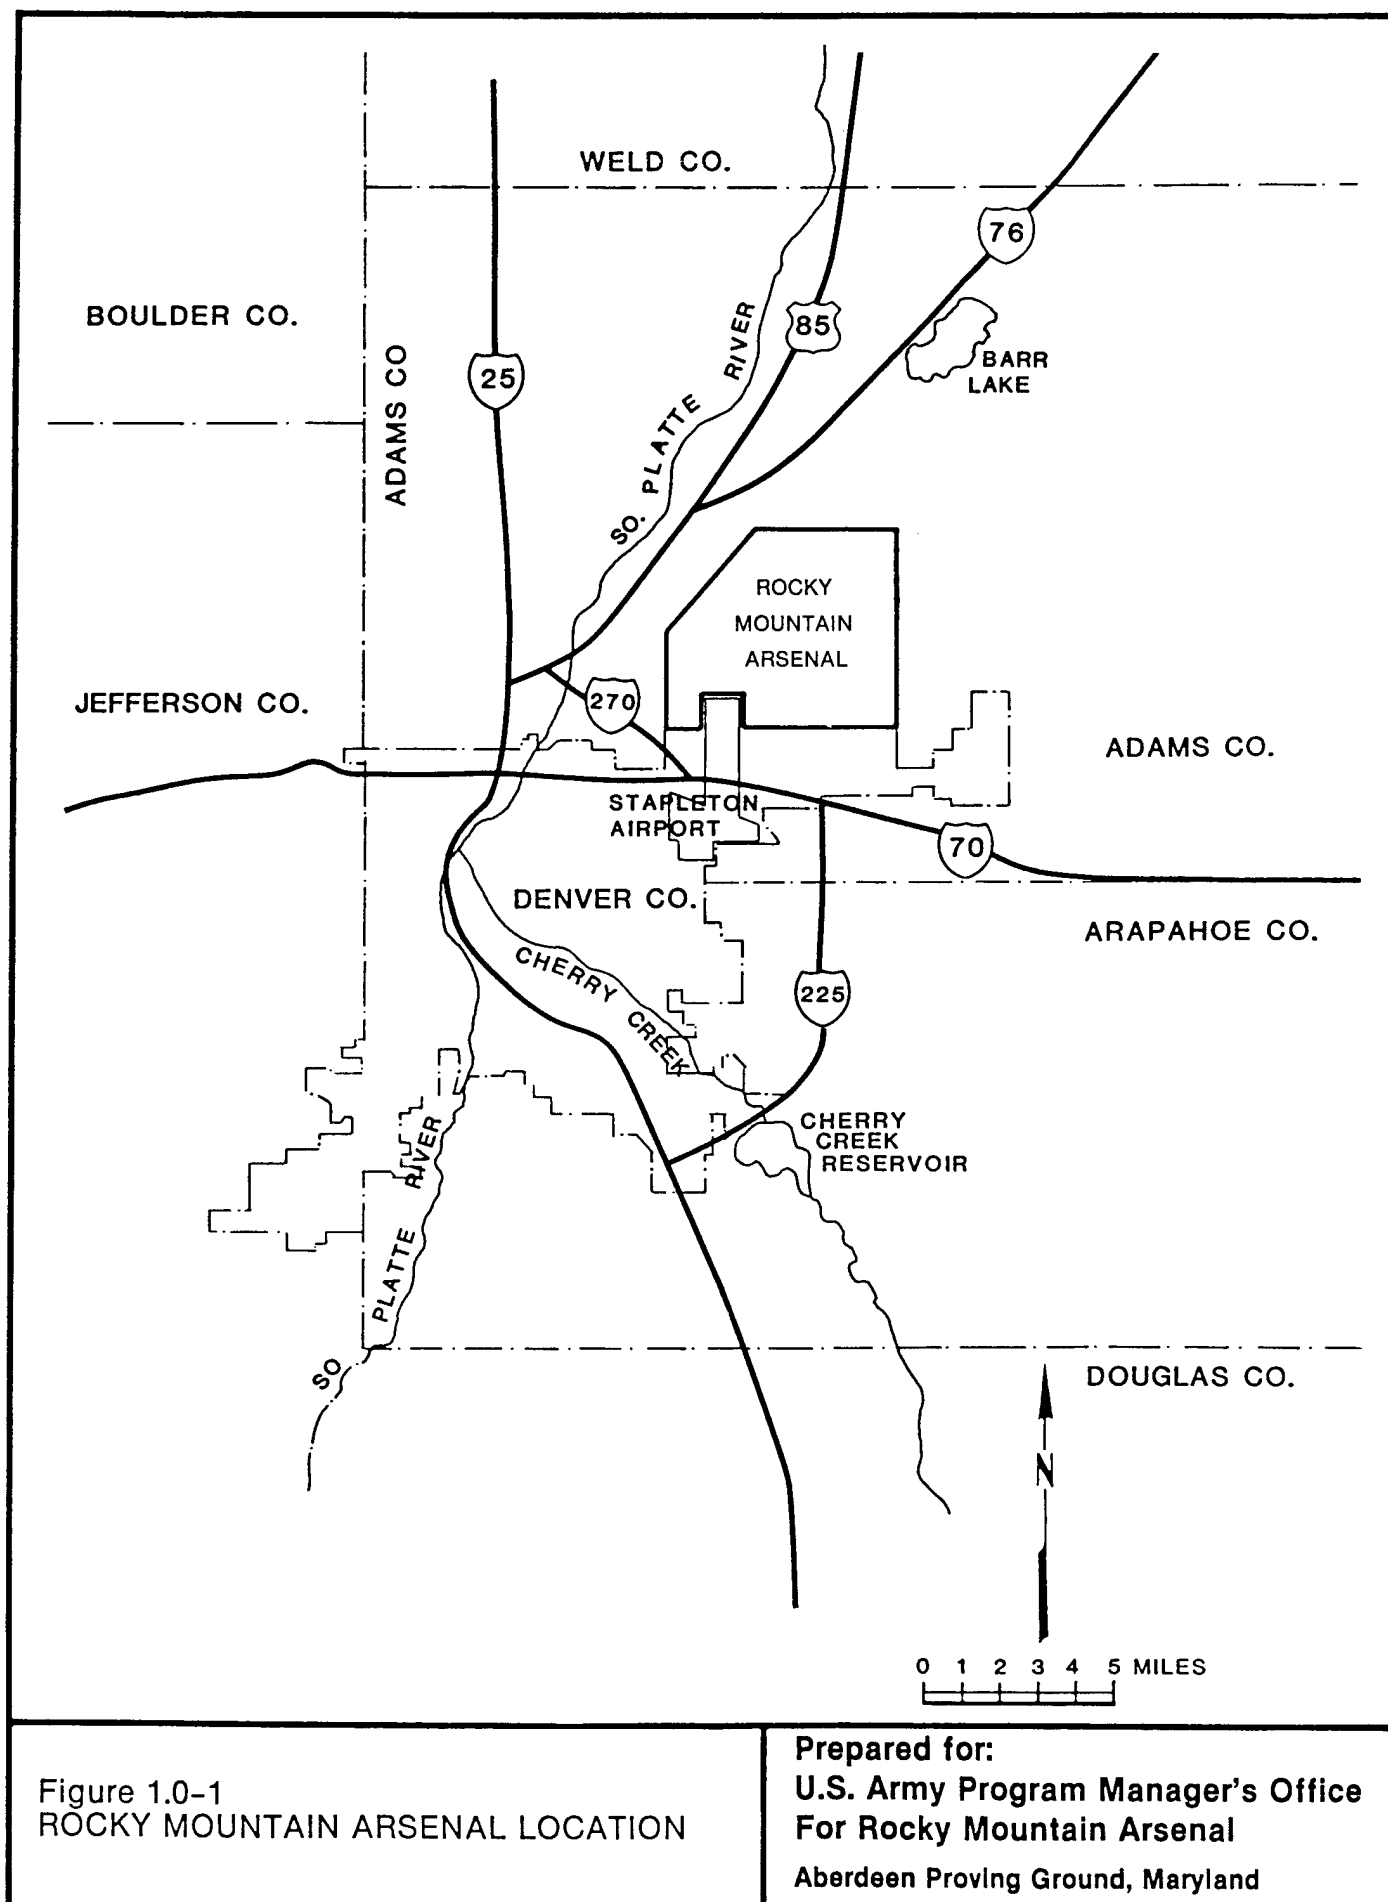 WELD CO.
76
BOULDER CO.
85
SO. PLATTE RIVER
BARR
LAKE
25
ADAMS CO
ROCKY
MOUNTAIN
ARSENAL
270
JEFFERSON CO.
ADAMS CO.
STAPLETON
AIRPORT
70
DENVER CO.
ARAPAHOE CO.
CHERRY CREEK
225
CHERRY
CREEK
RESERVOIR
SO PLATTE RIVER
DOUGLAS CO.
N
0 1 2 3 4 5 MILES
Figure 1.0-1
ROCKY MOUNTAIN ARSENAL LOCATION
Prepared for:
U.S. Army Program Manager's Office
For Rocky Mountain Arsenal
Aberdeen Proving Ground, Maryland